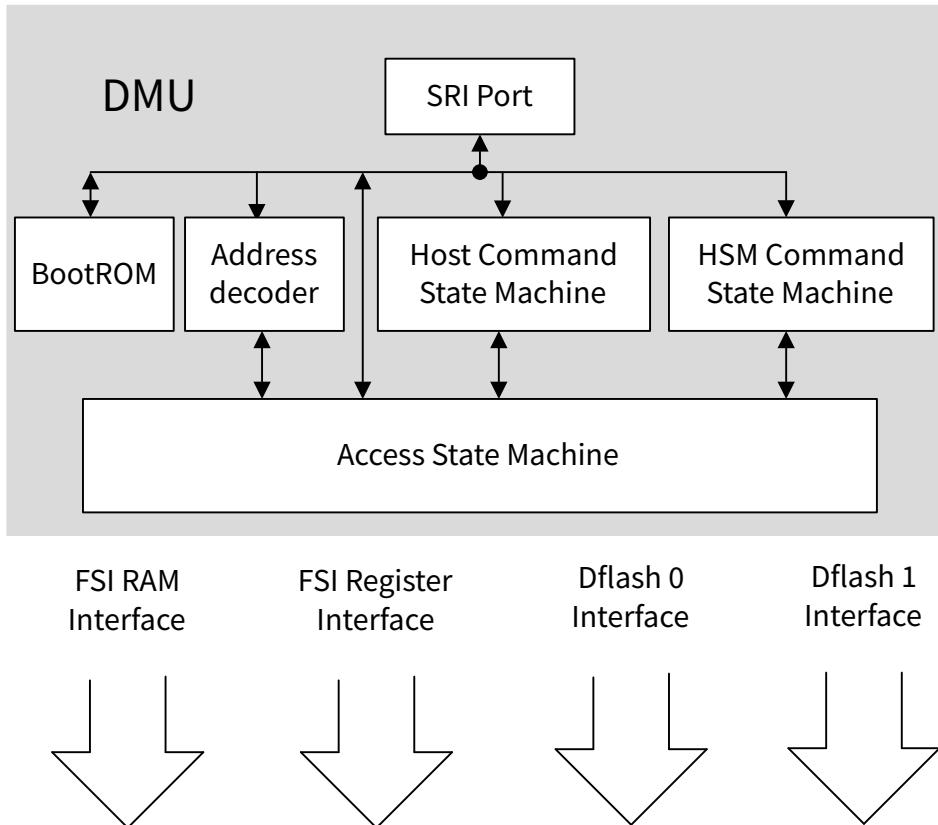 DMU
SRI Port
BootROM
Address
decoder
Host Command
State Machine
HSM Command
State Machine
Access State Machine
FSI RAM
Interface
FSI Register
Interface
Dflash 0
Interface
Dflash 1
Interface